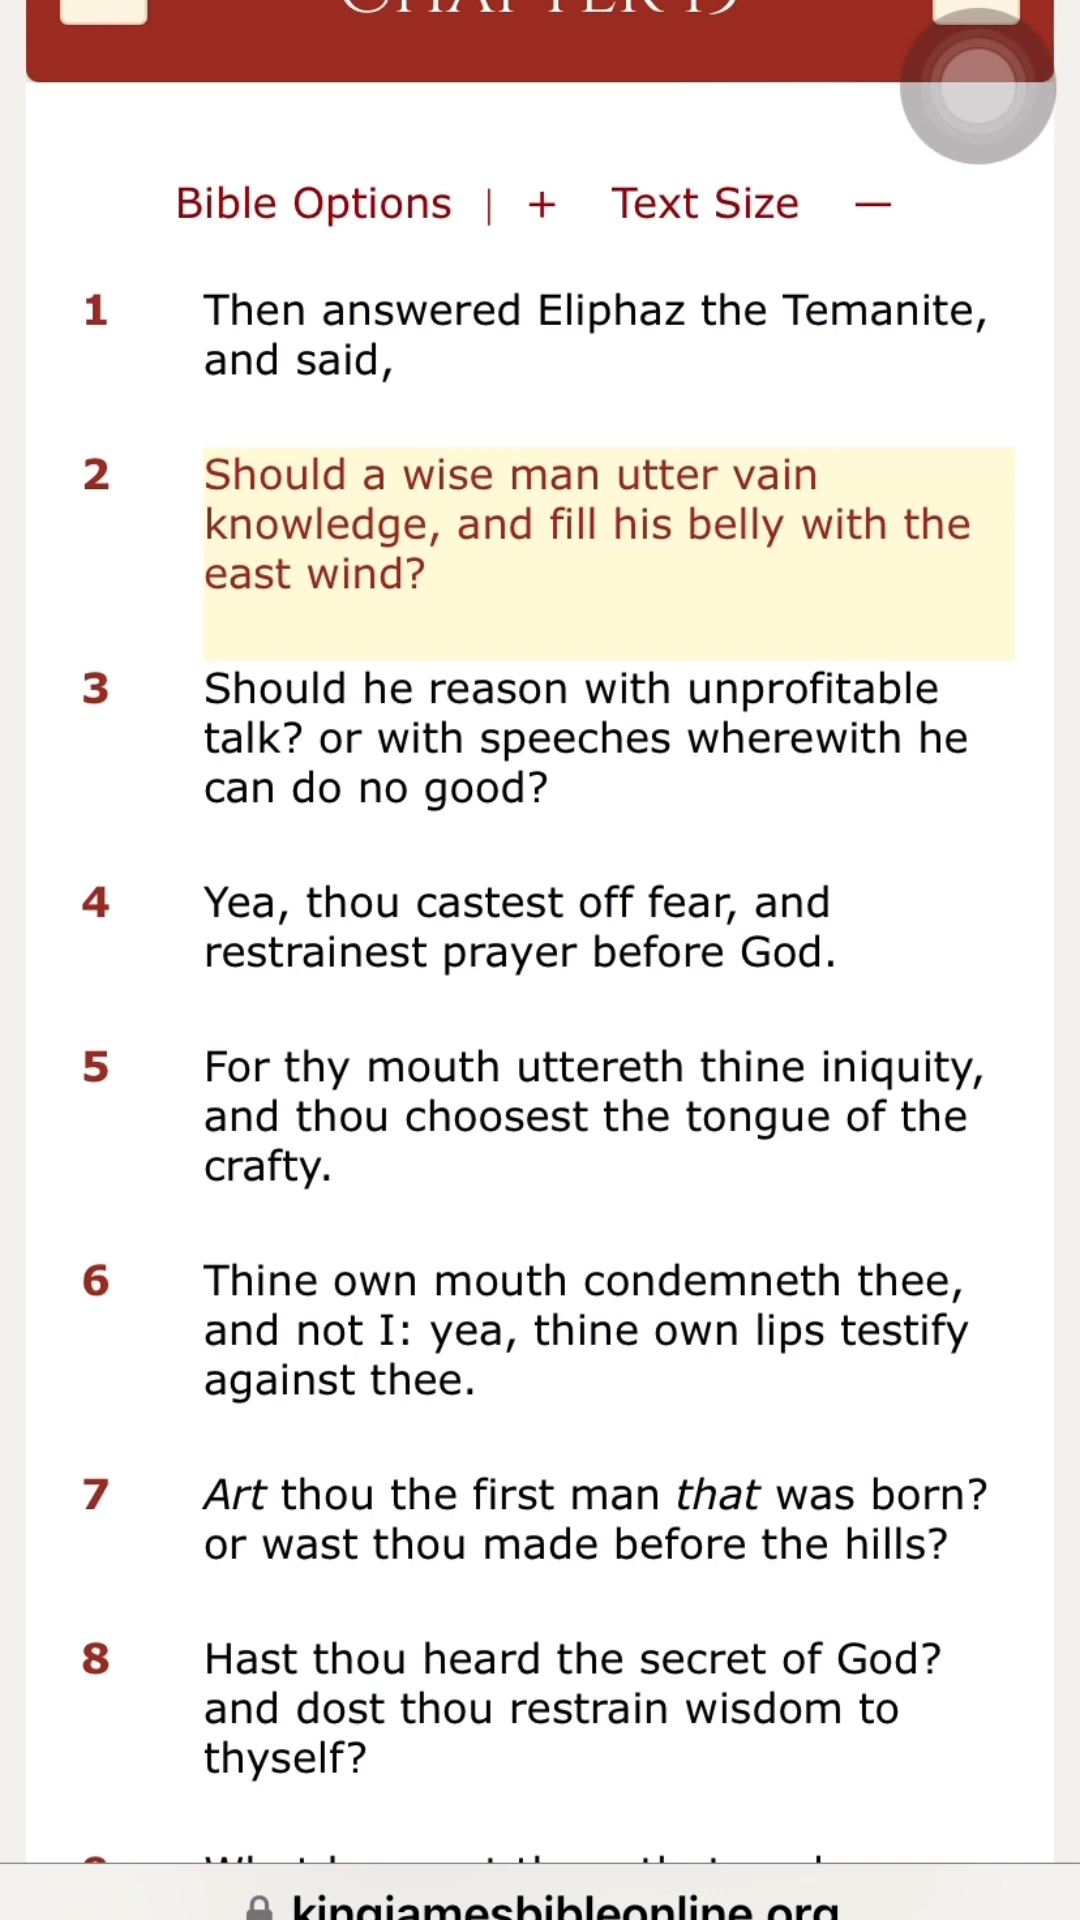 CHAPTER 15
Bible Options | + Text Size —
1 Then answered Eliphaz the Temanite,
and said,
2 Should a wise man utter vain
knowledge, and fill his belly with the
east wind?
3 Should he reason with unprofitable
talk? or with speeches wherewith he
can do no good?
4 Yea, thou castest off fear, and
restrainest prayer before God.
5 For thy mouth uttereth thine iniquity,
and thou choosest the tongue of the
crafty.
6 Thine own mouth condemneth thee,
and not I: yea, thine own lips testify
against thee.
7 Art thou the first man that was born?
or wast thou made before the hills?
8 Hast thou heard the secret of God?
and dost thou restrain wisdom to
thyself?
kingjamesbibleonline.org